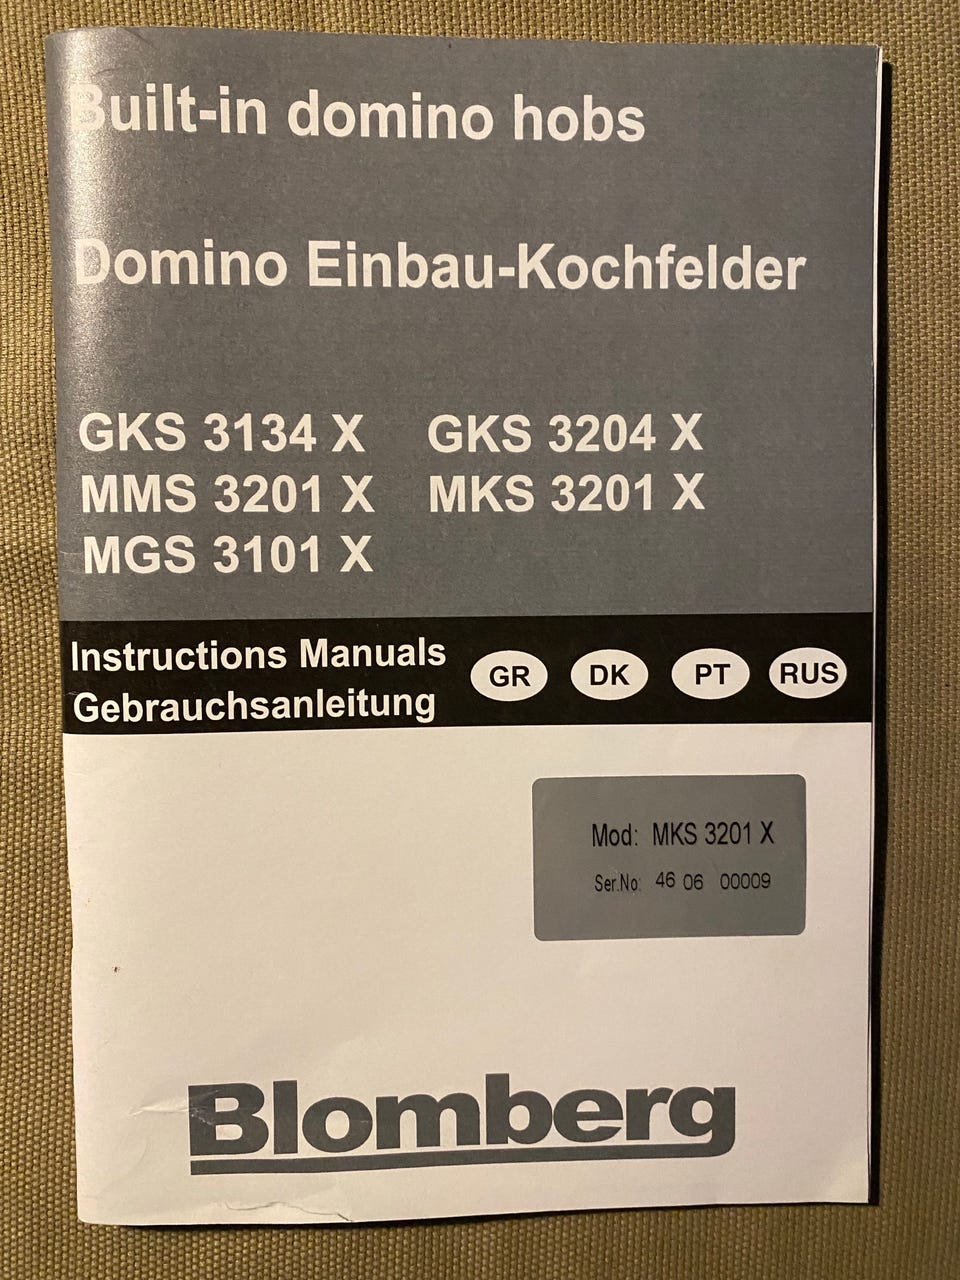 Built-in domino hobs
Domino Einbau-Kochfelder
GKS 3134 X GKS 3204 X
MMS 3201 X MKS 3201 X
MGS 3101 X
Instructions Manuals
Gebrauchsanleitung
GR DK PT RUS
Mod: MKS 3201 X
Ser.No: 46 06 00009
Blomberg